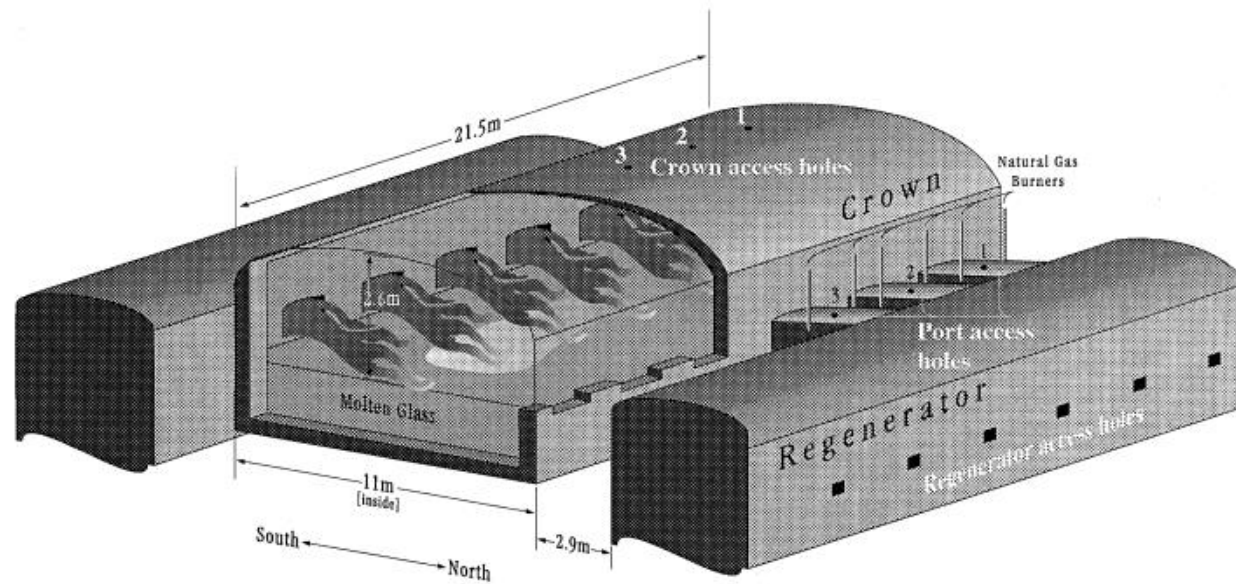 21.5m
1
2
3
Crown access holes
Natural Gas
Burners
Crown
2.6m
1
2
3
Port access
holes
Molten Glass
Regenerator
Regenerator access holes
11m
[inside]
2.9m
South
North